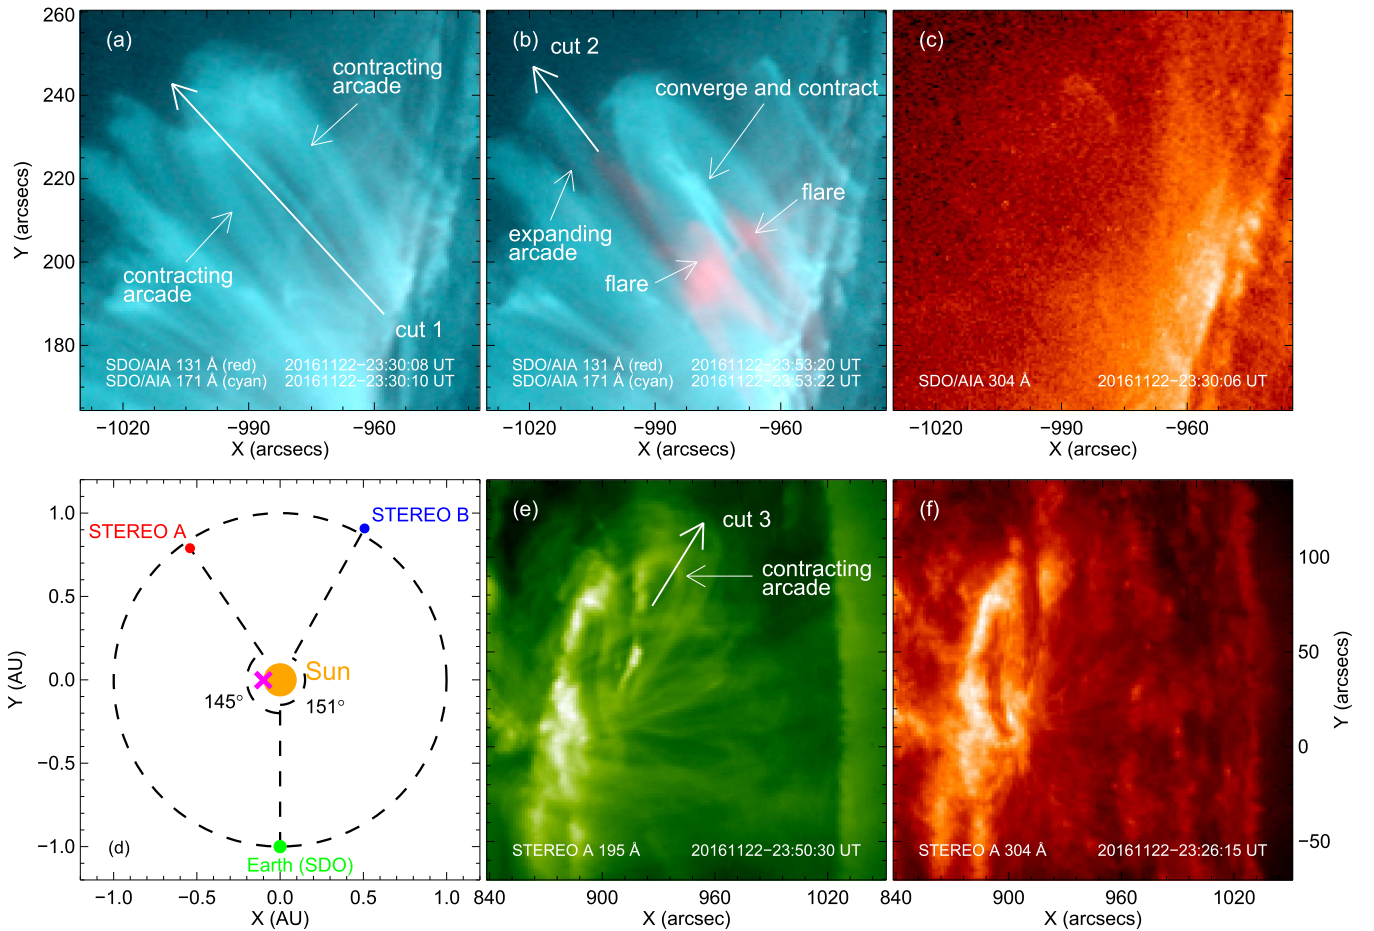 260
240
220
200
180
Y (arcsecs)
(a)
contracting
arcade
contracting
arcade
cut 1
SDO/AIA 131 Å (red) 20161122−23:30:08 UT
SDO/AIA 171 Å (cyan) 20161122−23:30:10 UT
−1020 −990 −960
X (arcsecs)
(b)
cut 2
converge and contract
flare
expanding
arcade
flare
SDO/AIA 131 Å (red) 20161122−23:53:20 UT
SDO/AIA 171 Å (cyan) 20161122−23:53:22 UT
−1020 −990 −960
X (arcsecs)
(c)
SDO/AIA 304 Å 20161122−23:30:06 UT
−1020 −990 −960
X (arcsec)
1.0
0.5
0.0
−0.5
−1.0
Y (AU)
STEREO A
STEREO B
Sun
145°
151°
(d)
Earth (SDO)
−1.0 −0.5 0.0 0.5 1.0
X (AU)
(e)
cut 3
contracting
arcade
STEREO A 195 Å 20161122−23:50:30 UT
840 900 960 1020
X (arcsec)
(f)
STEREO A 304 Å 20161122−23:26:15 UT
840 900 960 1020
X (arcsecs)
100
50
0
−50
Y (arcsecs)